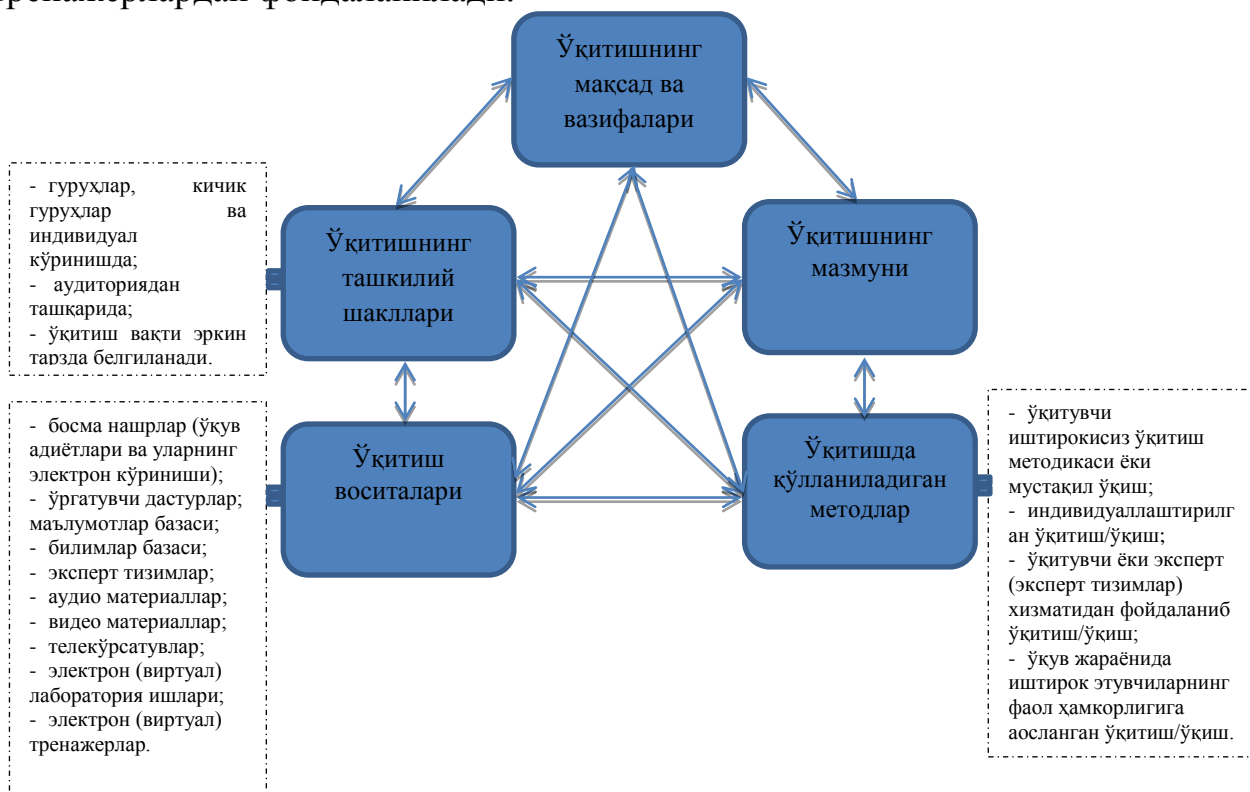 тренажерлардан фойдаланилади.
Ўқитишнинг
мақсад ва
вазифалари
- гуруҳлар, кичик
гуруҳлар ва
индивидуал
кўринишда;
- аудиториядан
ташқарида;
- ўқитиш вақти эркин
тарзда белгиланади.
Ўқитишнинг
ташкилий
шакллари
Ўқитишнинг
мазмуни
- босма нашрлар (ўқув
адиётлари ва уларнинг
электрон кўриниши);
- ўргатувчи дастурлар;
маълумотлар базаси;
- билимлар базаси;
- эксперт тизимлар;
- аудио материаллар;
- видео материаллар;
- телекўрсатувлар;
- электрон (виртуал)
лаборатория ишлари;
- электрон (виртуал)
тренажерлар.
Ўқитиш
воситалари
Ўқитишда
қўлланиладиган
методлар
- ўқитувчи
иштирокисиз ўқитиш
методикаси ёки
мустақил ўқиш;
- индивидуаллаштирилг
ан ўқитиш/ўқиш;
- ўқитувчи ёки эксперт
(эксперт тизимлар)
хизматидан фойдаланиб
ўқитиш/ўқиш;
- ўқув жараёнида
иштирок этувчиларнинг
фаол ҳамкорлигига
аосланган ўқитиш/ўқиш.